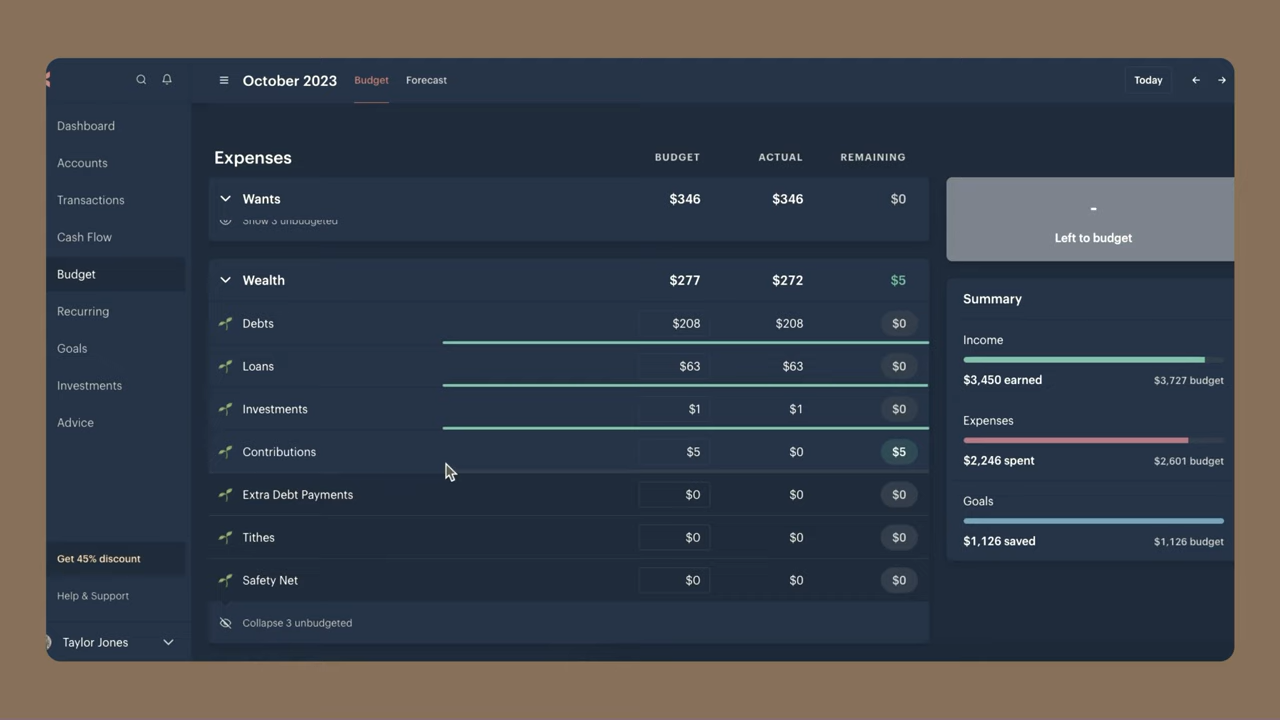 October 2023 Budget Forecast Today
Dashboard
Accounts
Transactions
Cash Flow
Budget
Recurring
Goals
Investments
Advice
Get 45% discount
Help & Support
Taylor Jones
Expenses BUDGET ACTUAL REMAINING
Wants $346 $346 $0
Show 3 unbudgeted
Wealth $277 $272 $5
Debts $208 $208 $0
Loans $63 $63 $0
Investments $1 $1 $0
Contributions $5 $0 $5
Extra Debt Payments $0 $0 $0
Tithes $0 $0 $0
Safety Net $0 $0 $0
Collapse 3 unbudgeted
-
Left to budget
Summary
Income
$3,450 earned $3,727 budget
Expenses
$2,246 spent $2,601 budget
Goals
$1,126 saved $1,126 budget